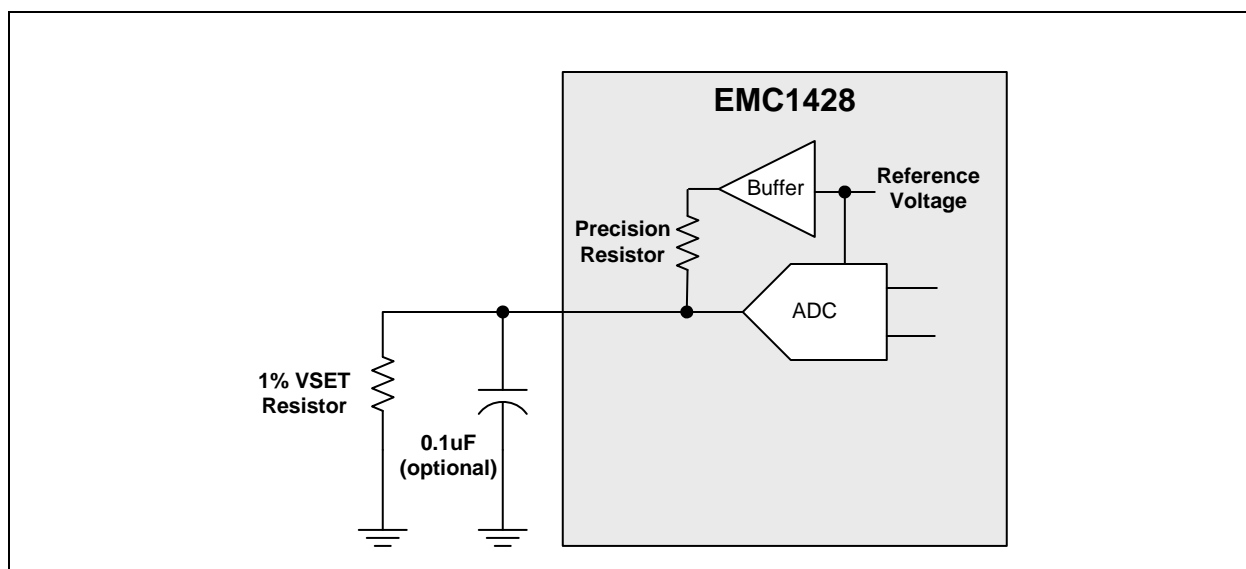 EMC1428
Buffer
Reference
Voltage
Precision
Resistor
ADC
1% VSET
Resistor
0.1uF
(optional)